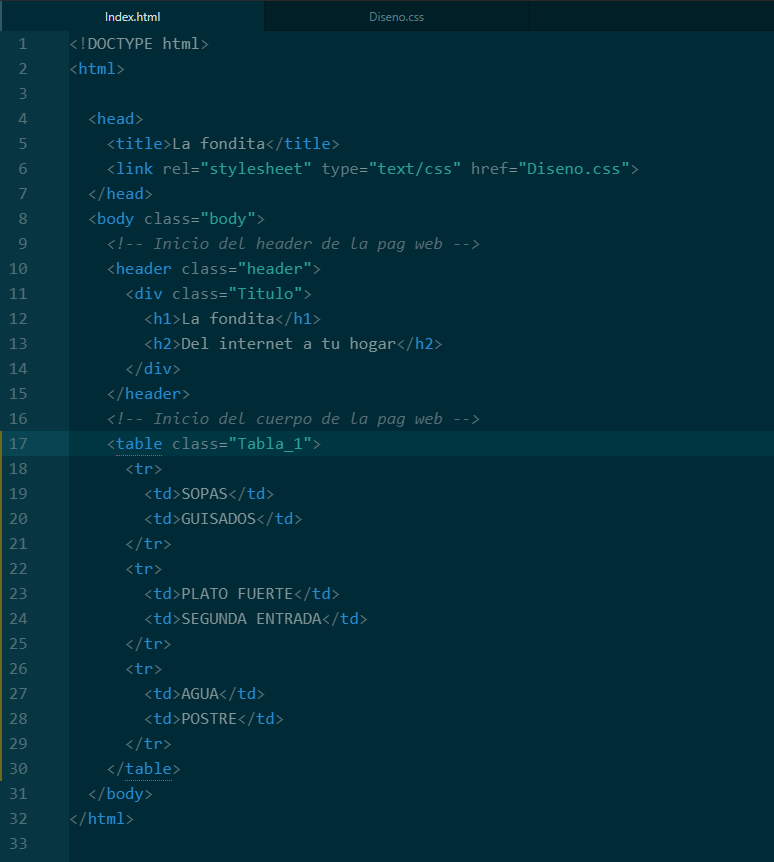 Index.html Diseno.css
1 <!DOCTYPE html>
2 <html>
3
4   <head>
5     <title>La fondita</title>
6     <link rel="stylesheet" type="text/css" href="Diseno.css">
7   </head>
8   <body class="body">
9     <!-- Inicio del header de la pag web -->
10     <header class="header">
11       <div class="Titulo">
12         <h1>La fondita</h1>
13         <h2>Del internet a tu hogar</h2>
14       </div>
15     </header>
16     <!-- Inicio del cuerpo de la pag web -->
17     <table class="Tabla_1">
18       <tr>
19         <td>SOPAS</td>
20         <td>GUISADOS</td>
21       </tr>
22       <tr>
23         <td>PLATO FUERTE</td>
24         <td>SEGUNDA ENTRADA</td>
25       </tr>
26       <tr>
27         <td>AGUA</td>
28         <td>POSTRE</td>
29       </tr>
30     </table>
31   </body>
32 </html>
33